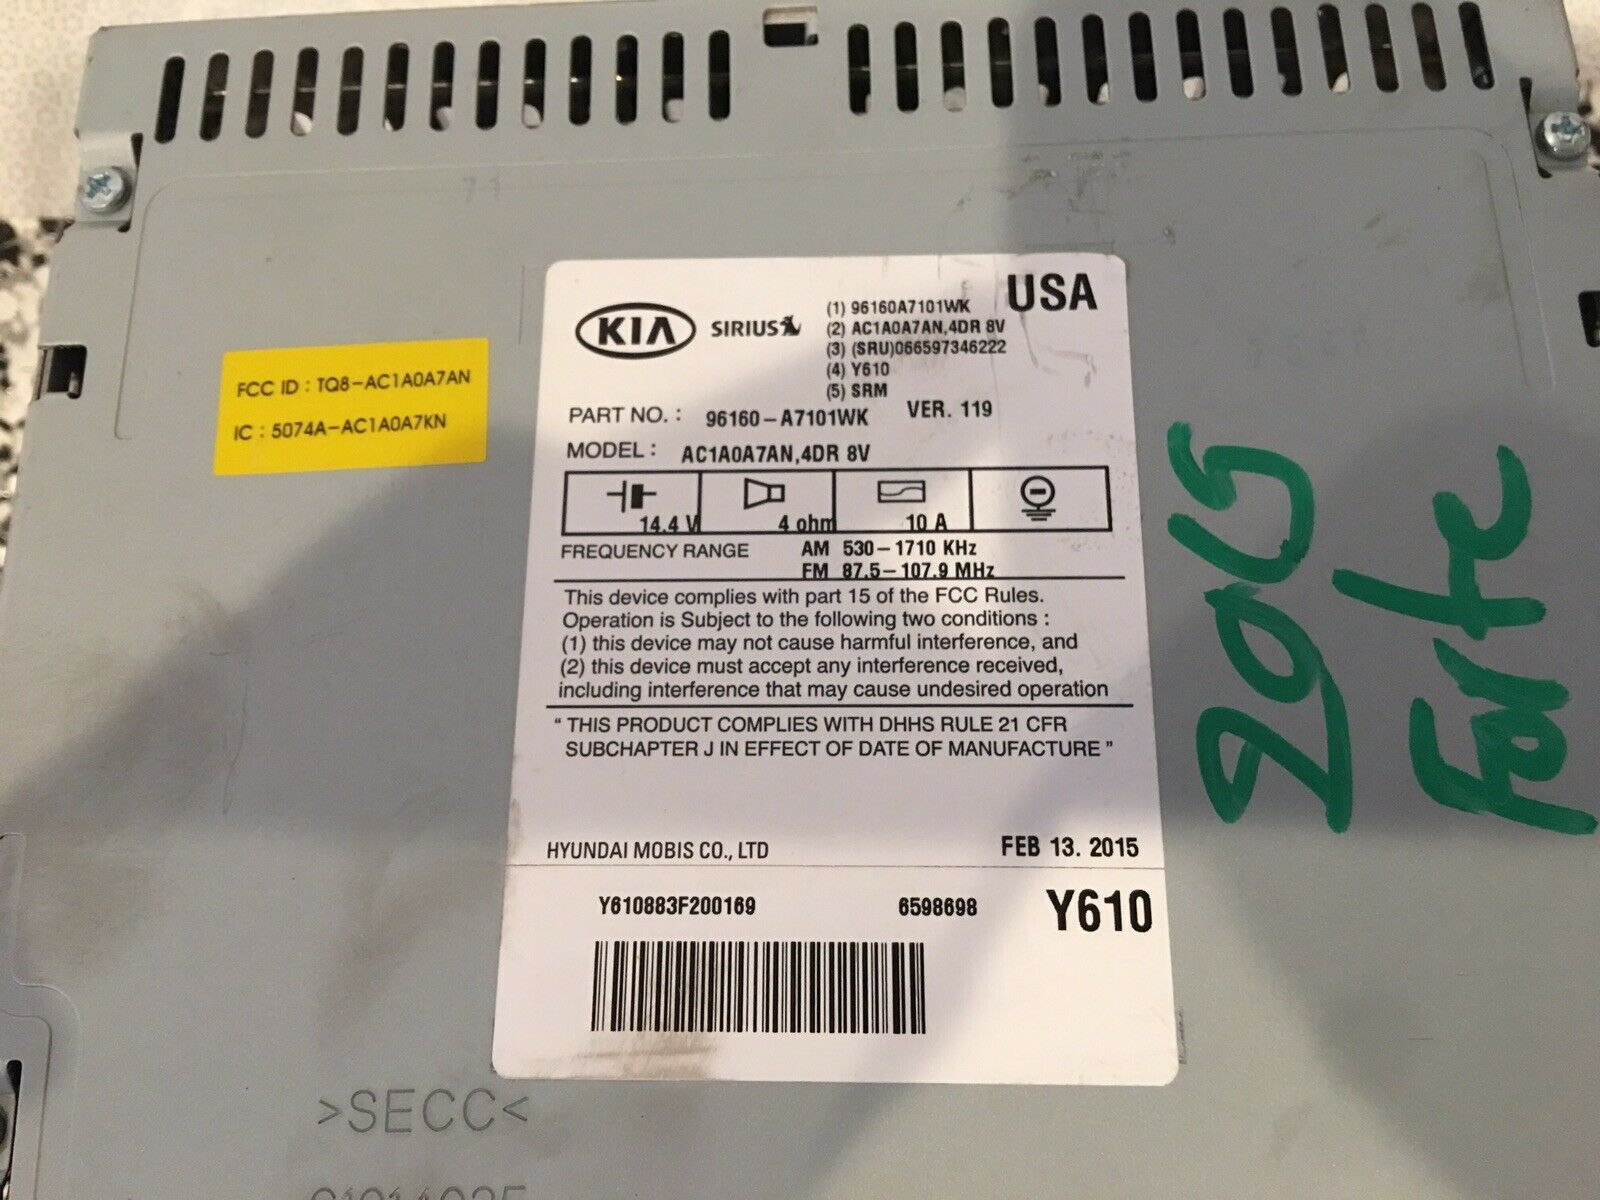 71
FCC ID : TQ8-AC1A0A7AN
IC : 5074A-AC1A0A7KN
KIA SIRIUS
USA
(1) 96160A7101WK
(2) AC1A0A7AN,4DR 8V
(3) (SRU)066597346222
(4) Y610
(5) SRM
PART NO. : 96160-A7101WK VER. 119
MODEL : AC1A0A7AN,4DR 8V
14.4 V 4 ohm 10 A
FREQUENCY RANGE AM 530-1710 KHz
FM 87.5-107.9 MHz
This device complies with part 15 of the FCC Rules.
Operation is Subject to the following two conditions :
(1) this device may not cause harmful interference, and
(2) this device must accept any interference received,
including interference that may cause undesired operation
" THIS PRODUCT COMPLIES WITH DHHS RULE 21 CFR
SUBCHAPTER J IN EFFECT OF DATE OF MANUFACTURE "
HYUNDAI MOBIS CO., LTD FEB 13. 2015
Y610883F200169 6598698 Y610
2015
Forte
>SECC<